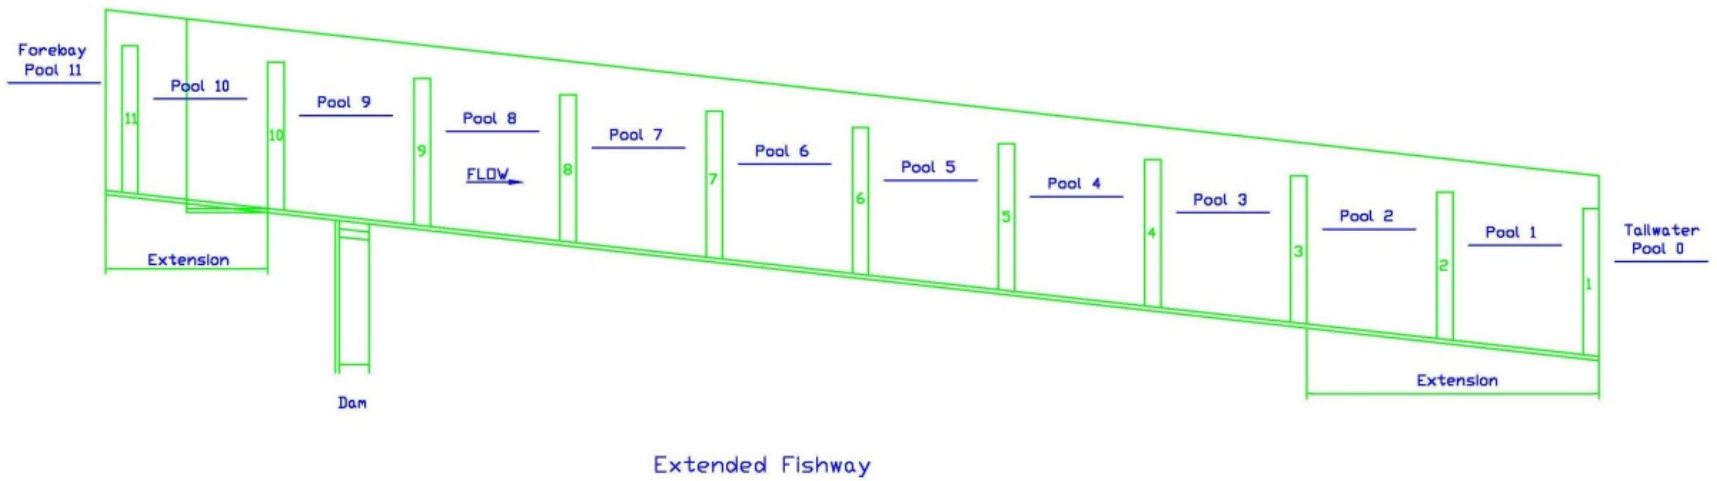 Forebay
Pool 11
Pool 10
Pool 9
Pool 8
Pool 7
Pool 6
Pool 5
Pool 4
Pool 3
Pool 2
Pool 1
Tailwater
Pool 0
11
10
9
8
7
6
5
4
3
2
1
FLOW
Extension
Extension
Dam
Extended Fishway